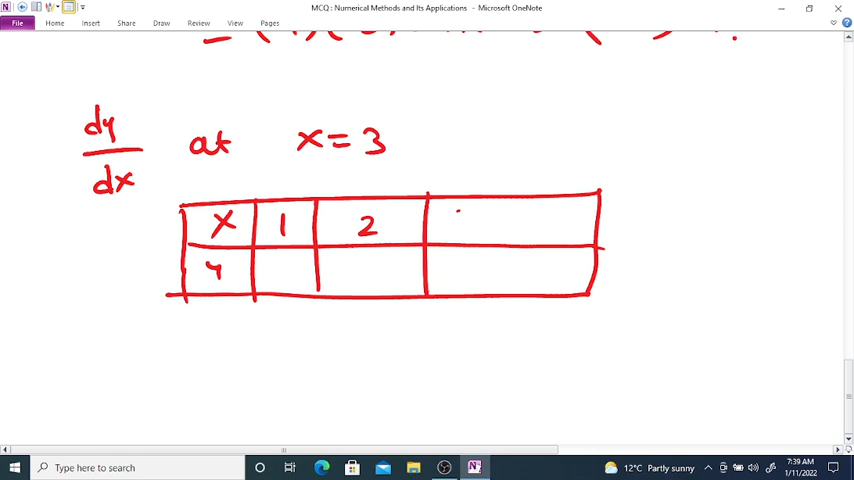 MCQ : Numerical Methods and Its Applications - Microsoft OneNote
File Home Insert Share Draw Review View Pages
dy/dx at x = 3
x 1 2
y
Type here to search
12°C Partly sunny
7:39 AM
1/11/2022